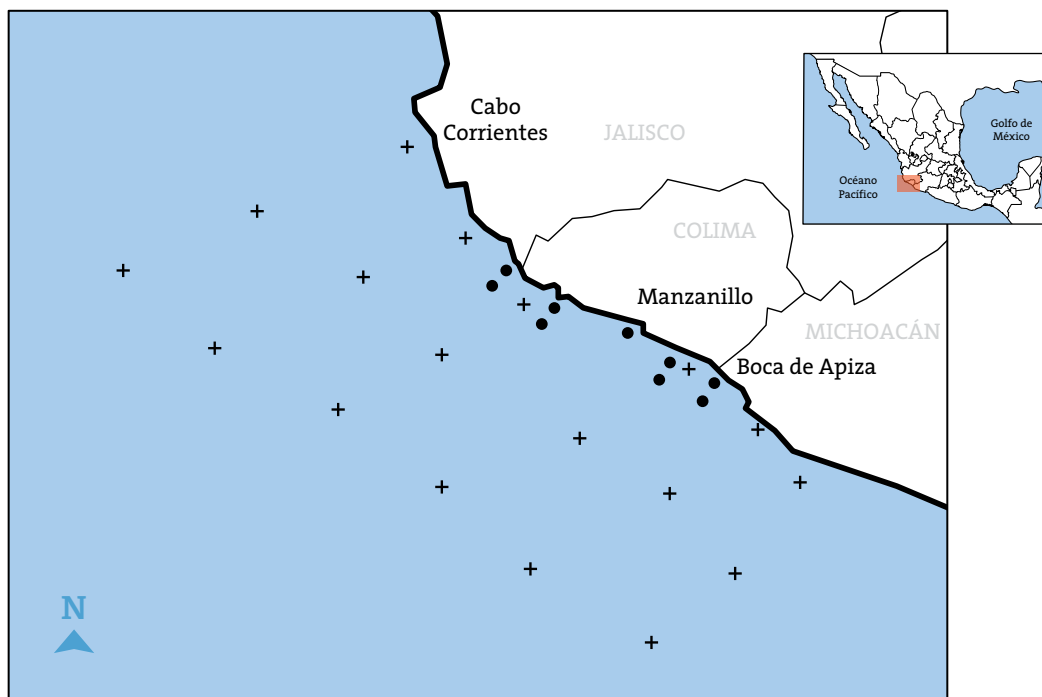 Cabo
Corrientes
JALISCO
Golfo de
México
Océano
Pacífico
COLIMA
Manzanillo
MICHOACÁN
Boca de Apiza
N